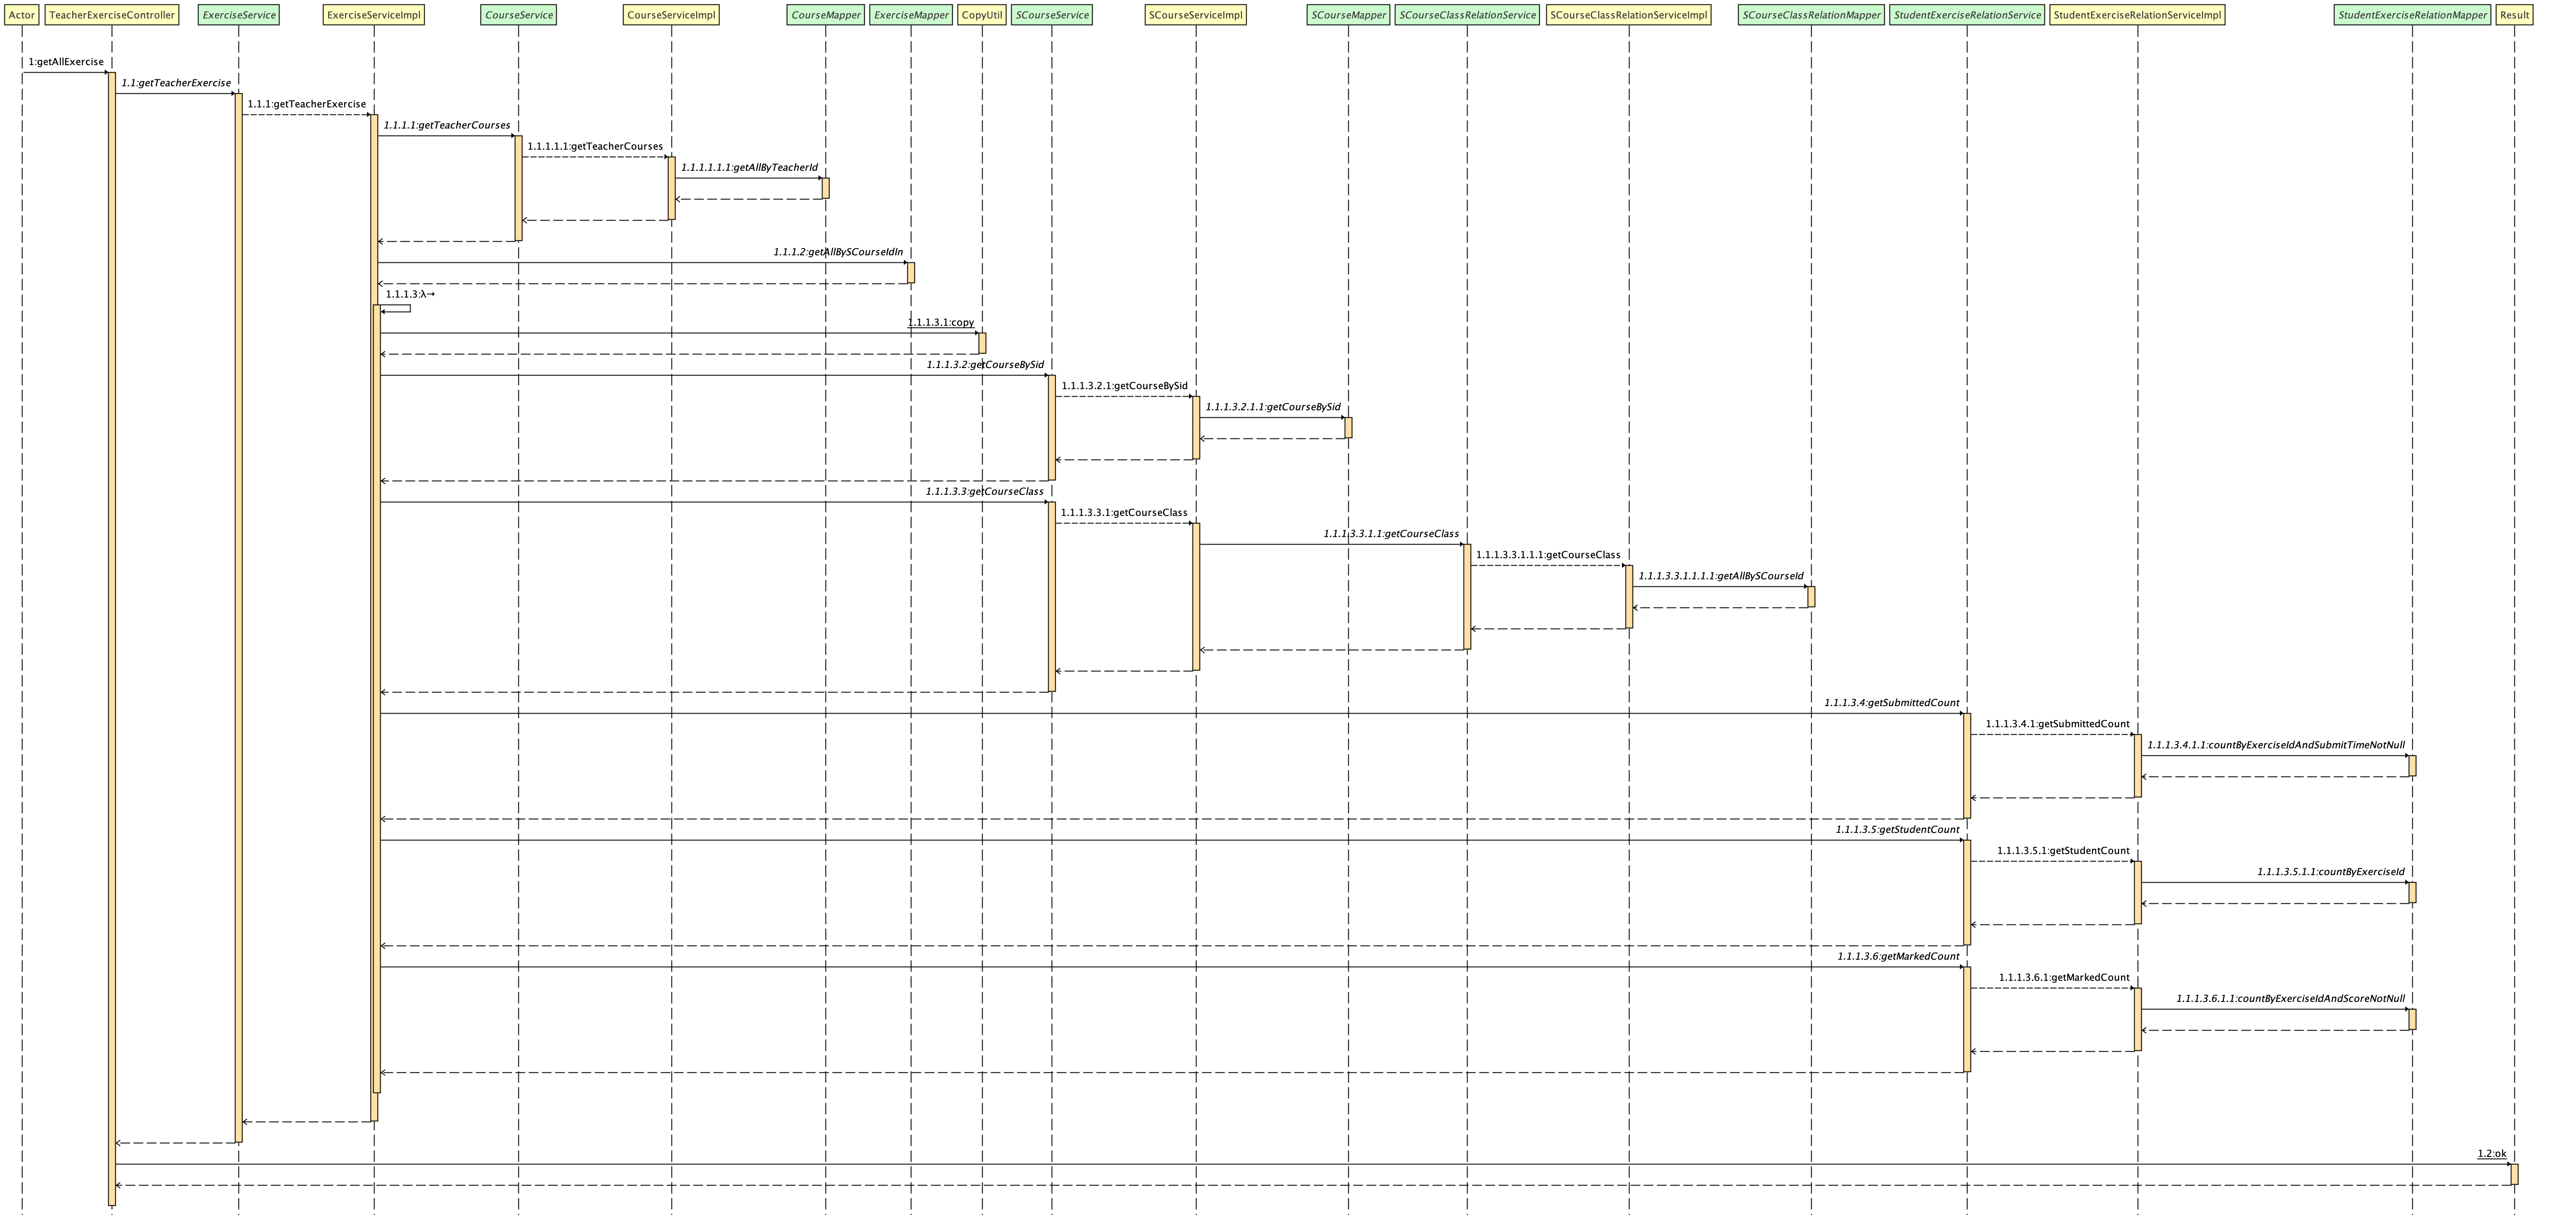 Actor
TeacherExerciseController
ExerciseService
ExerciseServiceImpl
CourseService
CourseServiceImpl
CourseMapper
ExerciseMapper
CopyUtil
SCourseService
SCourseServiceImpl
SCourseMapper
SCourseClassRelationService
SCourseClassRelationServiceImpl
SCourseClassRelationMapper
StudentExerciseRelationService
StudentExerciseRelationServiceImpl
StudentExerciseRelationMapper
Result
1:getAllExercise
1.1:getTeacherExercise
1.1.1:getTeacherExercise
1.1.1.1:getTeacherCourses
1.1.1.1.1:getTeacherCourses
1.1.1.1.1.1:getAllByTeacherId
1.1.1.2:getAllBySCourseIdIn
1.1.1.3:λ→
1.1.1.3.1:copy
1.1.1.3.2:getCourseBySid
1.1.1.3.2.1:getCourseBySid
1.1.1.3.2.1.1:getCourseBySid
1.1.1.3.3:getCourseClass
1.1.1.3.3.1:getCourseClass
1.1.1.3.3.1.1:getCourseClass
1.1.1.3.3.1.1.1:getCourseClass
1.1.1.3.3.1.1.1.1:getAllBySCourseId
1.1.1.3.4:getSubmittedCount
1.1.1.3.4.1:getSubmittedCount
1.1.1.3.4.1.1:countByExerciseIdAndSubmitTimeNotNull
1.1.1.3.5:getStudentCount
1.1.1.3.5.1:getStudentCount
1.1.1.3.5.1.1:countByExerciseId
1.1.1.3.6:getMarkedCount
1.1.1.3.6.1:getMarkedCount
1.1.1.3.6.1.1:countByExerciseIdAndScoreNotNull
1.2:ok